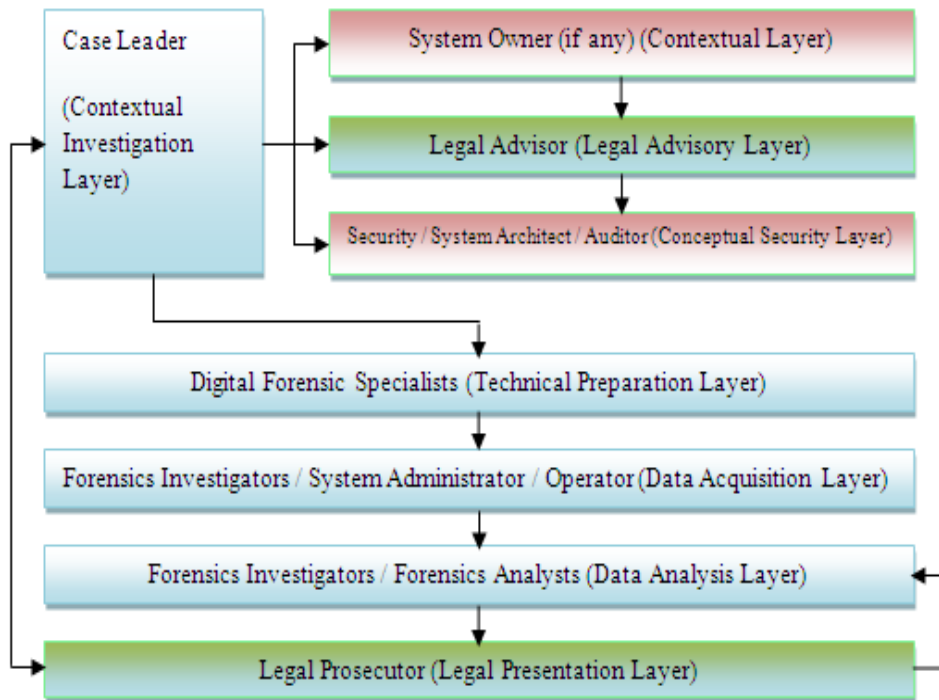 Case Leader
(Contextual
Investigation
Layer)
System Owner (if any) (Contextual Layer)
Legal Advisor (Legal Advisory Layer)
Security / System Architect / Auditor (Conceptual Security Layer)
Digital Forensic Specialists (Technical Preparation Layer)
Forensics Investigators / System Administrator / Operator (Data Acquisition Layer)
Forensics Investigators / Forensics Analysts (Data Analysis Layer)
Legal Prosecutor (Legal Presentation Layer)